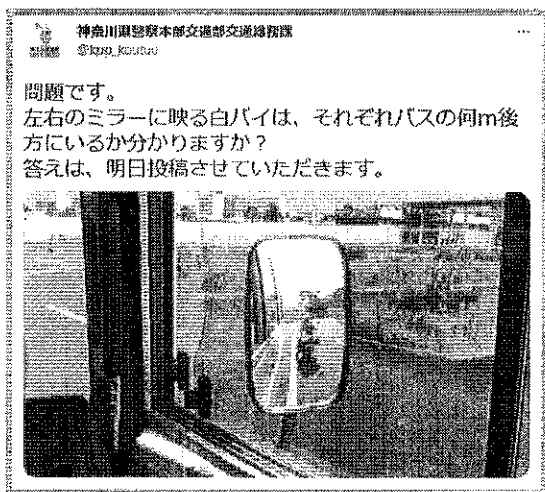 神奈川県警察本部交通部交通総務課
@kpp_koutuu
問題です。
左右のミラーに映る白バイは、それぞれバスの何m後
方にいるか分かりますか?
答えは、明日投稿させていただきます。